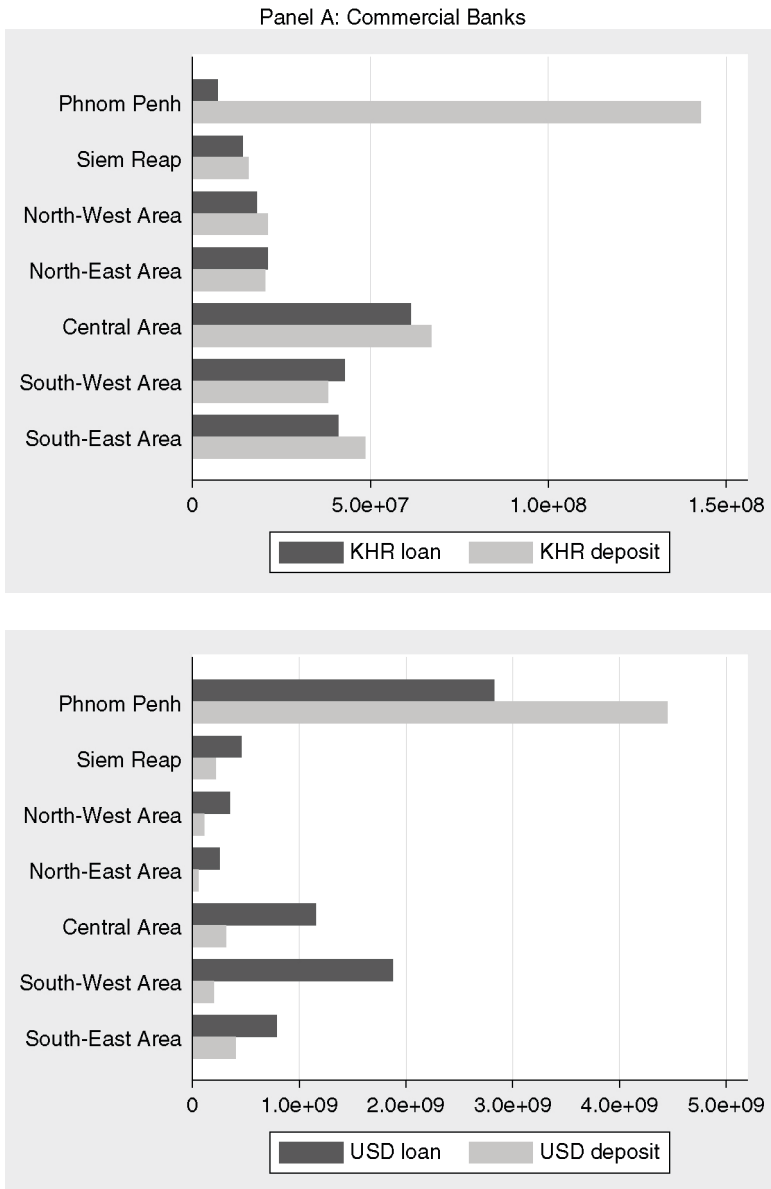 Panel A: Commercial Banks
Phnom Penh
Siem Reap
North-West Area
North-East Area
Central Area
South-West Area
South-East Area
0 5.0e+07 1.0e+08 1.5e+08
KHR loan KHR deposit
Phnom Penh
Siem Reap
North-West Area
North-East Area
Central Area
South-West Area
South-East Area
0 1.0e+09 2.0e+09 3.0e+09 4.0e+09 5.0e+09
USD loan USD deposit